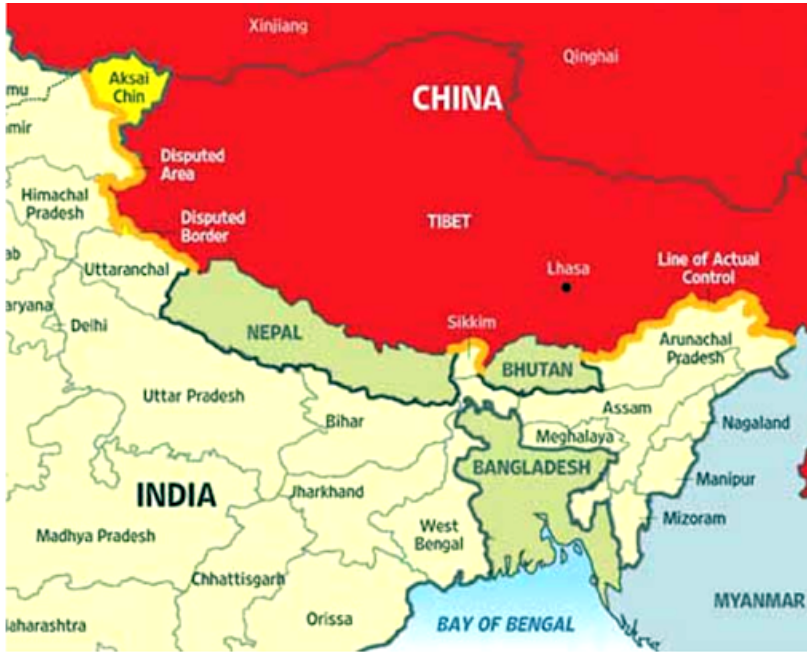 Xinjiang
Qinghai
Aksai
Chin
CHINA
mu
mir
Disputed
Area
Himachal
Pradesh
Disputed
Border
TIBET
ab
Uttaranchal
Lhasa
Line of Actual
Control
aryana
Delhi
NEPAL
Sikkim
Arunachal
Pradesh
BHUTAN
Uttar Pradesh
Assam
Bihar
Nagaland
Meghalaya
BANGLADESH
INDIA
Jharkhand
Manipur
Mizoram
Madhya Pradesh
West
Bengal
Chhattisgarh
MYANMAR
aharashtra
Orissa
BAY OF BENGAL